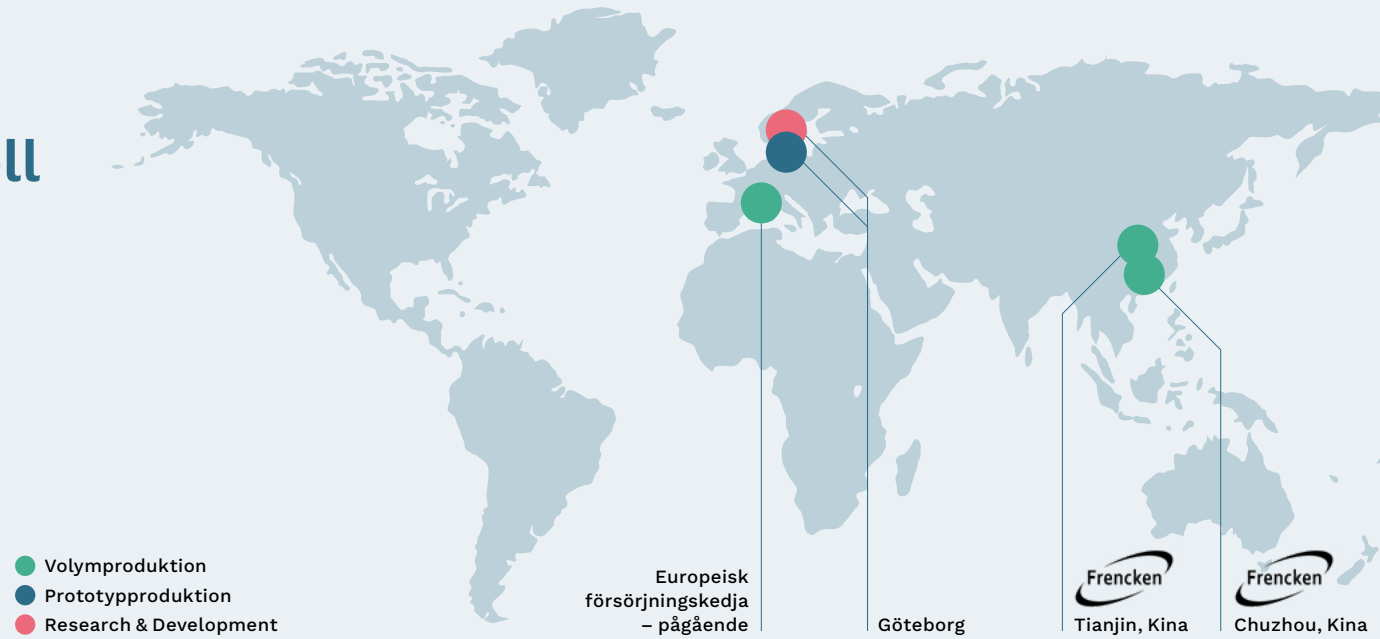 ll
Volymproduktion
Prototypproduktion
Research & Development
Europeisk
försörjningskedja
– pågående
Göteborg
Frencken
Tianjin, Kina
Frencken
Chuzhou, Kina